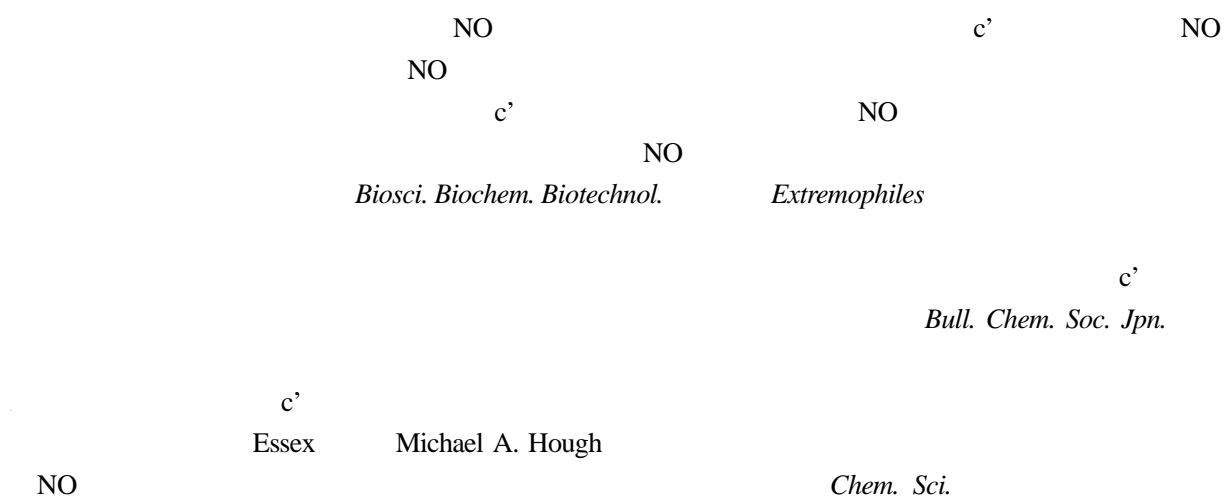 NO c’ NO
NO
c’ NO
NO
Biosci. Biochem. Biotechnol. Extremophiles
c’
Bull. Chem. Soc. Jpn.
c’
Essex Michael A. Hough
NO Chem. Sci.